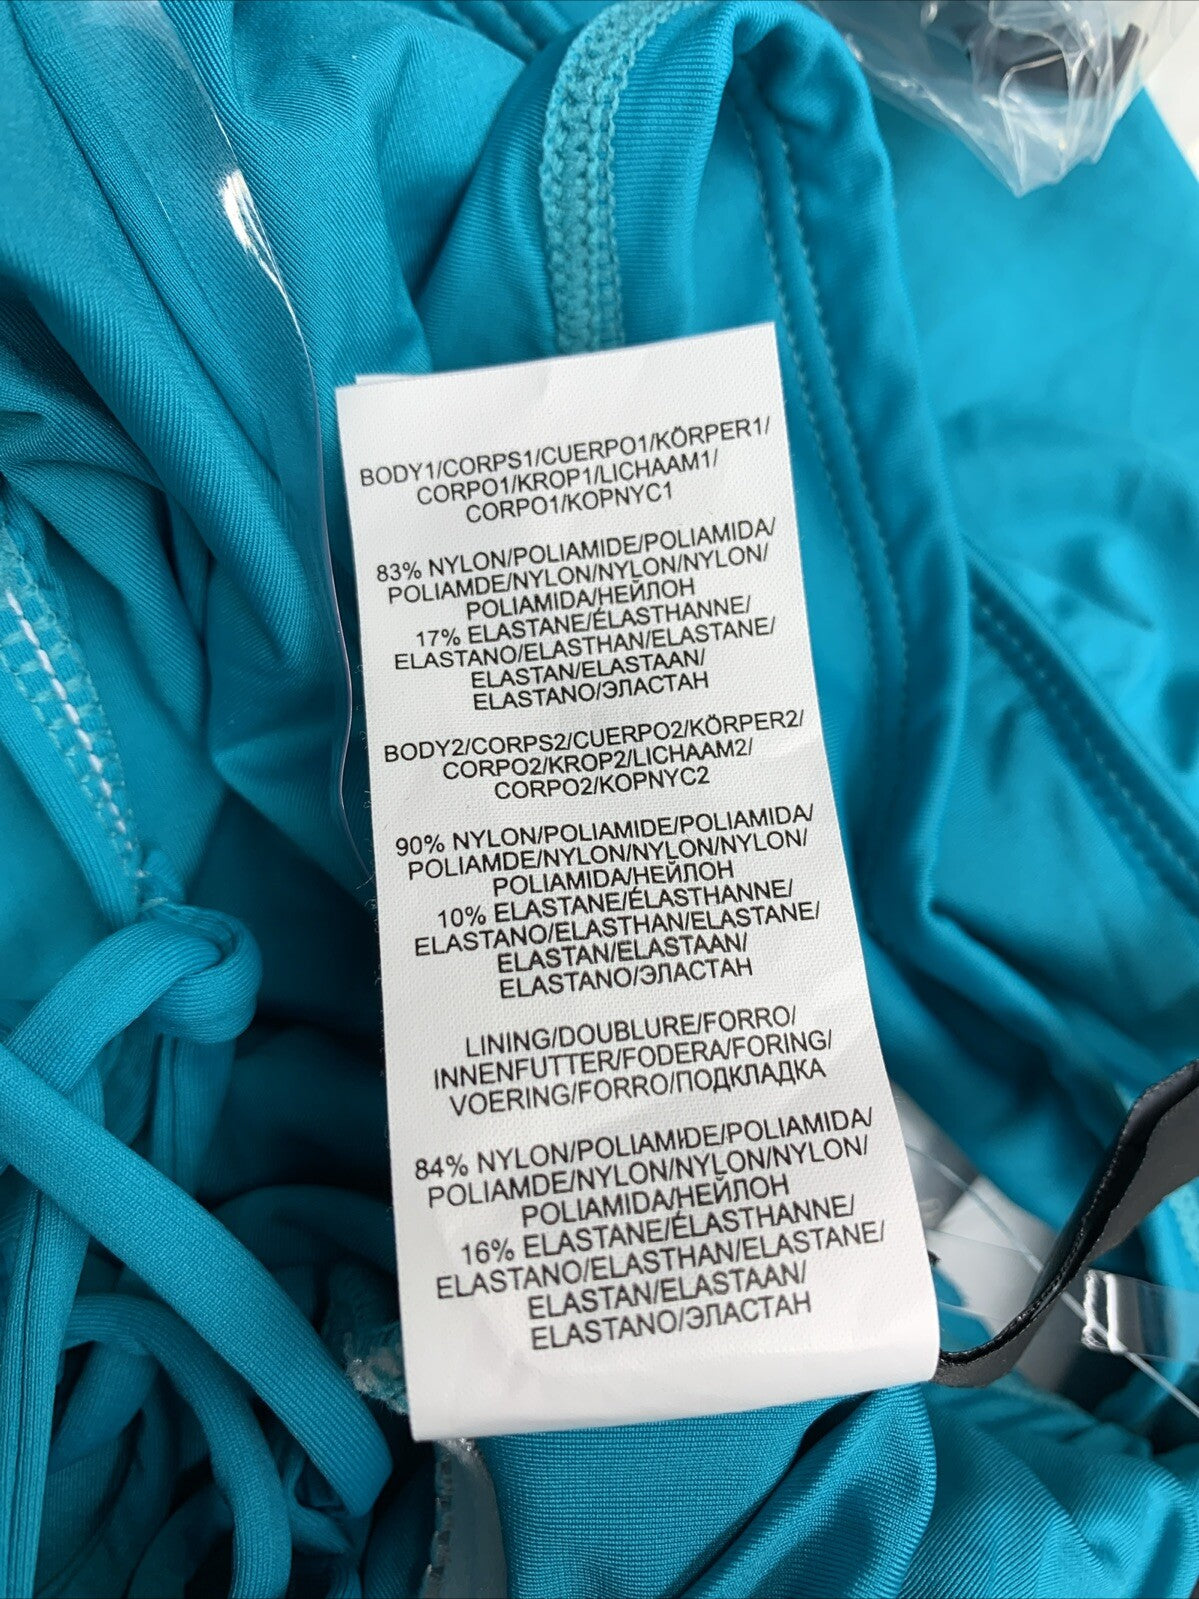 BODY1/CORPS1/CUERPO1/KÖRPER1/
CORPO1/KROP1/LICHAAM1/
CORPO1/KOPNYC1
83% NYLON/POLIAMIDE/POLIAMIDA/
POLIAMDE/NYLON/NYLON/NYLON/
POLIAMIDA/НЕЙЛОН
17% ELASTANE/ÉLASTHANNE/
ELASTANO/ELASTHAN/ELASTANE/
ELASTAN/ELASTAAN/
ELASTANO/ЭЛАСТАН
BODY2/CORPS2/CUERPO2/KÖRPER2/
CORPO2/KROP2/LICHAAM2/
CORPO2/KOPNYC2
90% NYLON/POLIAMIDE/POLIAMIDA/
POLIAMDE/NYLON/NYLON/NYLON/
POLIAMIDA/НЕЙЛОН
10% ELASTANE/ÉLASTHANNE/
ELASTANO/ELASTHAN/ELASTANE/
ELASTAN/ELASTAAN/
ELASTANO/ЭЛАСТАН
LINING/DOUBLURE/FORRO/
INNENFUTTER/FODERA/FORING/
VOERING/FORRO/ПОДКЛАДКА
84% NYLON/POLIAMIDE/POLIAMIDA/
POLIAMDE/NYLON/NYLON/NYLON/
POLIAMIDA/НЕЙЛОН
16% ELASTANE/ÉLASTHANNE/
ELASTANO/ELASTHAN/ELASTANE/
ELASTAN/ELASTAAN/
ELASTANO/ЭЛАСТАН